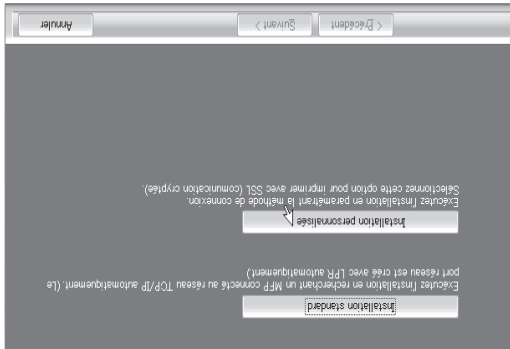 Installation standard
Exécutez l'installation en recherchant un MFP connecté au réseau TCP/IP automatiquement. (Le
port réseau est créé avec LPR automatiquement.)
Installation personnalisée
Exécutez l'installation en paramétrant la méthode de connexion.
Sélectionnez cette option pour imprimer avec SSL (communication cryptée).
< Précédent
Suivant >
Annuler